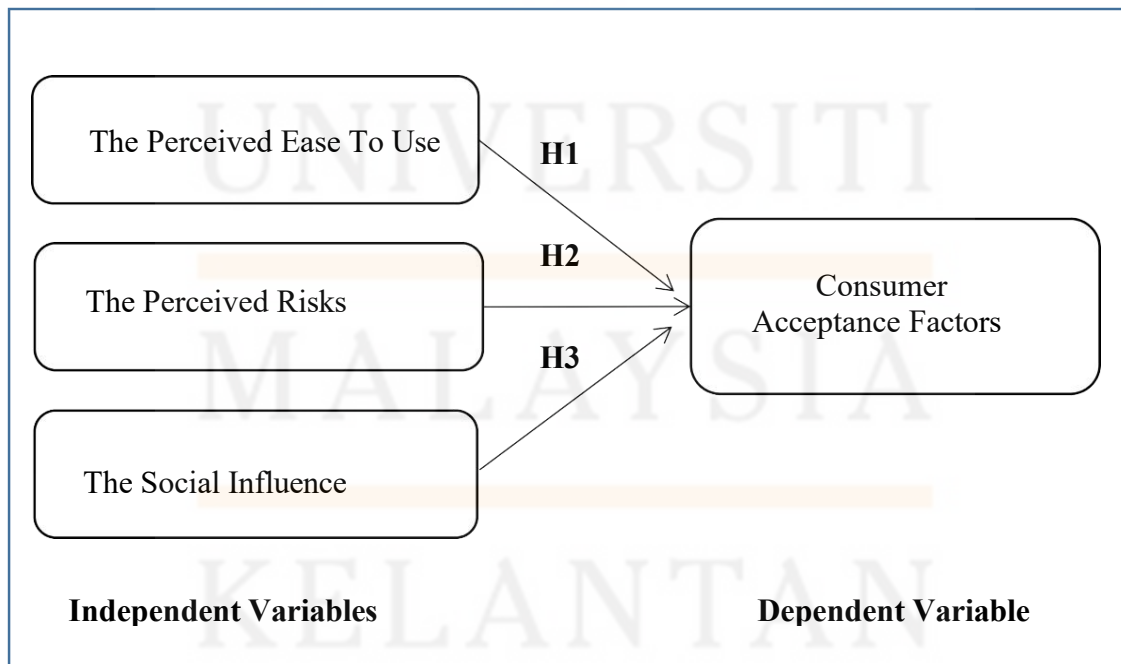 UNIVERSITI
The Perceived Ease To Use
H1
H2
The Perceived Risks
Consumer
Acceptance Factors
MALAYSIA
H3
The Social Influence
KELANTAN
Independent Variables
Dependent Variable